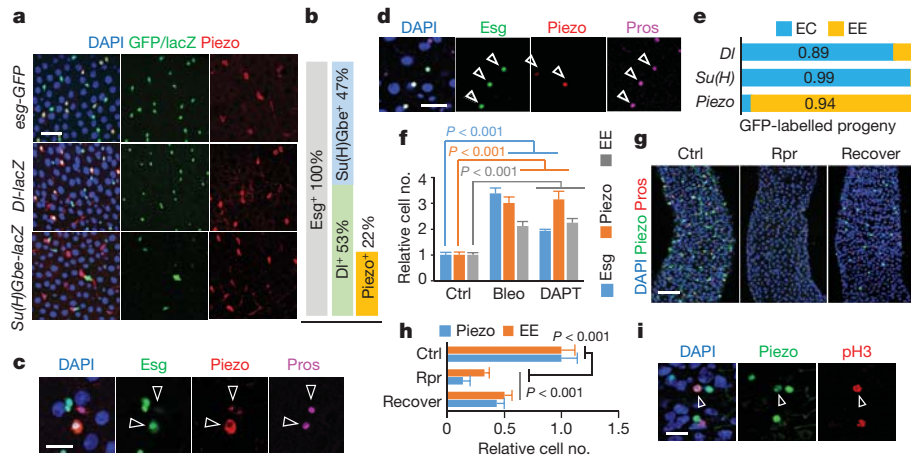 a
DAPI GFP/lacZ Piezo
esg-GFP
Dl-lacZ
Su(H)Gbe-lacZ
b
Esg⁺ 100%
Su(H)Gbe⁺ 47%
Dl⁺ 53%
Piezo⁺ 22%
c
DAPI Esg Piezo Pros
d
DAPI Esg Piezo Pros
e
EC EE
Dl 0.89
Su(H) 0.99
Piezo 0.94
GFP-labelled progeny
f
P < 0.001
P < 0.001
P < 0.001
Relative cell no.
4
3
2
1
0
Ctrl Bleo DAPT
Esg Piezo EE
g
Ctrl Rpr Recover
DAPI Piezo Pros
h
Piezo EE
Ctrl
Rpr
Recover
P < 0.001
P < 0.001
0 0.5 1.0 1.5
Relative cell no.
i
DAPI Piezo pH3